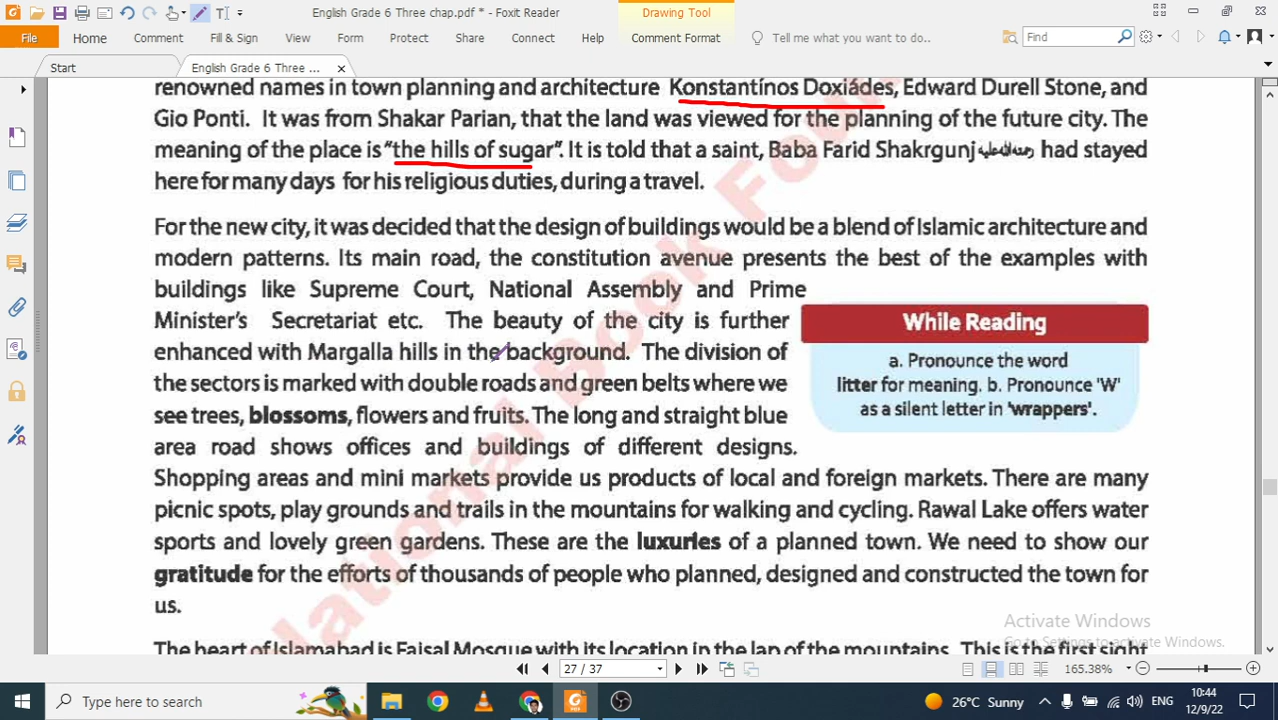 English Grade 6 Three chap.pdf * - Foxit Reader
Drawing Tool
File Home Comment Fill & Sign View Form Protect Share Connect Help Comment Format Tell me what you want to do.. Find
Start English Grade 6 Three ...
renowned names in town planning and architecture Konstantínos Doxiádes, Edward Durell Stone, and
Gio Ponti. It was from Shakar Parian, that the land was viewed for the planning of the future city. The
meaning of the place is “the hills of sugar”. It is told that a saint, Baba Farid Shakrgunj رحمۃ اللہ علیہ had stayed
here for many days for his religious duties, during a travel.
For the new city, it was decided that the design of buildings would be a blend of Islamic architecture and
modern patterns. Its main road, the constitution avenue presents the best of the examples with
buildings like Supreme Court, National Assembly and Prime
Minister's Secretariat etc. The beauty of the city is further
enhanced with Margalla hills in the background. The division of
the sectors is marked with double roads and green belts where we
see trees, blossoms, flowers and fruits. The long and straight blue
area road shows offices and buildings of different designs.
Shopping areas and mini markets provide us products of local and foreign markets. There are many
picnic spots, play grounds and trails in the mountains for walking and cycling. Rawal Lake offers water
sports and lovely green gardens. These are the luxuries of a planned town. We need to show our
gratitude for the efforts of thousands of people who planned, designed and constructed the town for
us.
While Reading
a. Pronounce the word
litter for meaning. b. Pronounce 'W'
as a silent letter in 'wrappers'.
The heart of Islamabad is Faisal Mosque with its location in the lap of the mountains. This is the first sight
National Book Foun
Activate Windows
Go to Settings to activate Windows.
27 / 37
165.38%
Type here to search
26°C Sunny
ENG
10:44
12/9/22